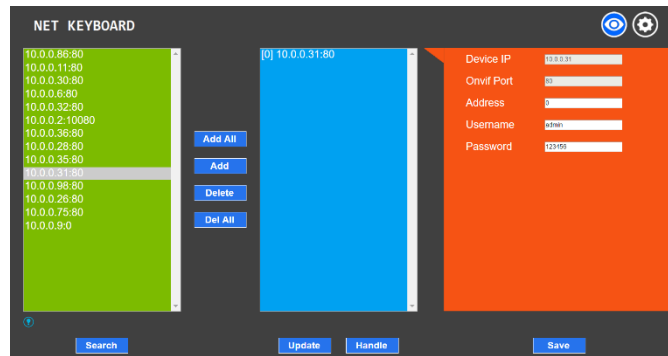 NET KEYBOARD
10.0.0.86:80
10.0.0.11:80
10.0.0.30:80
10.0.0.6:80
10.0.0.32:80
10.0.0.2:10080
10.0.0.36:80
10.0.0.28:80
10.0.0.35:80
10.0.0.31:80
10.0.0.98:80
10.0.0.26:80
10.0.0.75:80
10.0.0.9:0
Add All
Add
Delete
Del All
[0] 10.0.0.31:80
Device IP 10.0.0.31
Onvif Port 80
Address 0
Username admin
Password 123456
Search
Update
Handle
Save